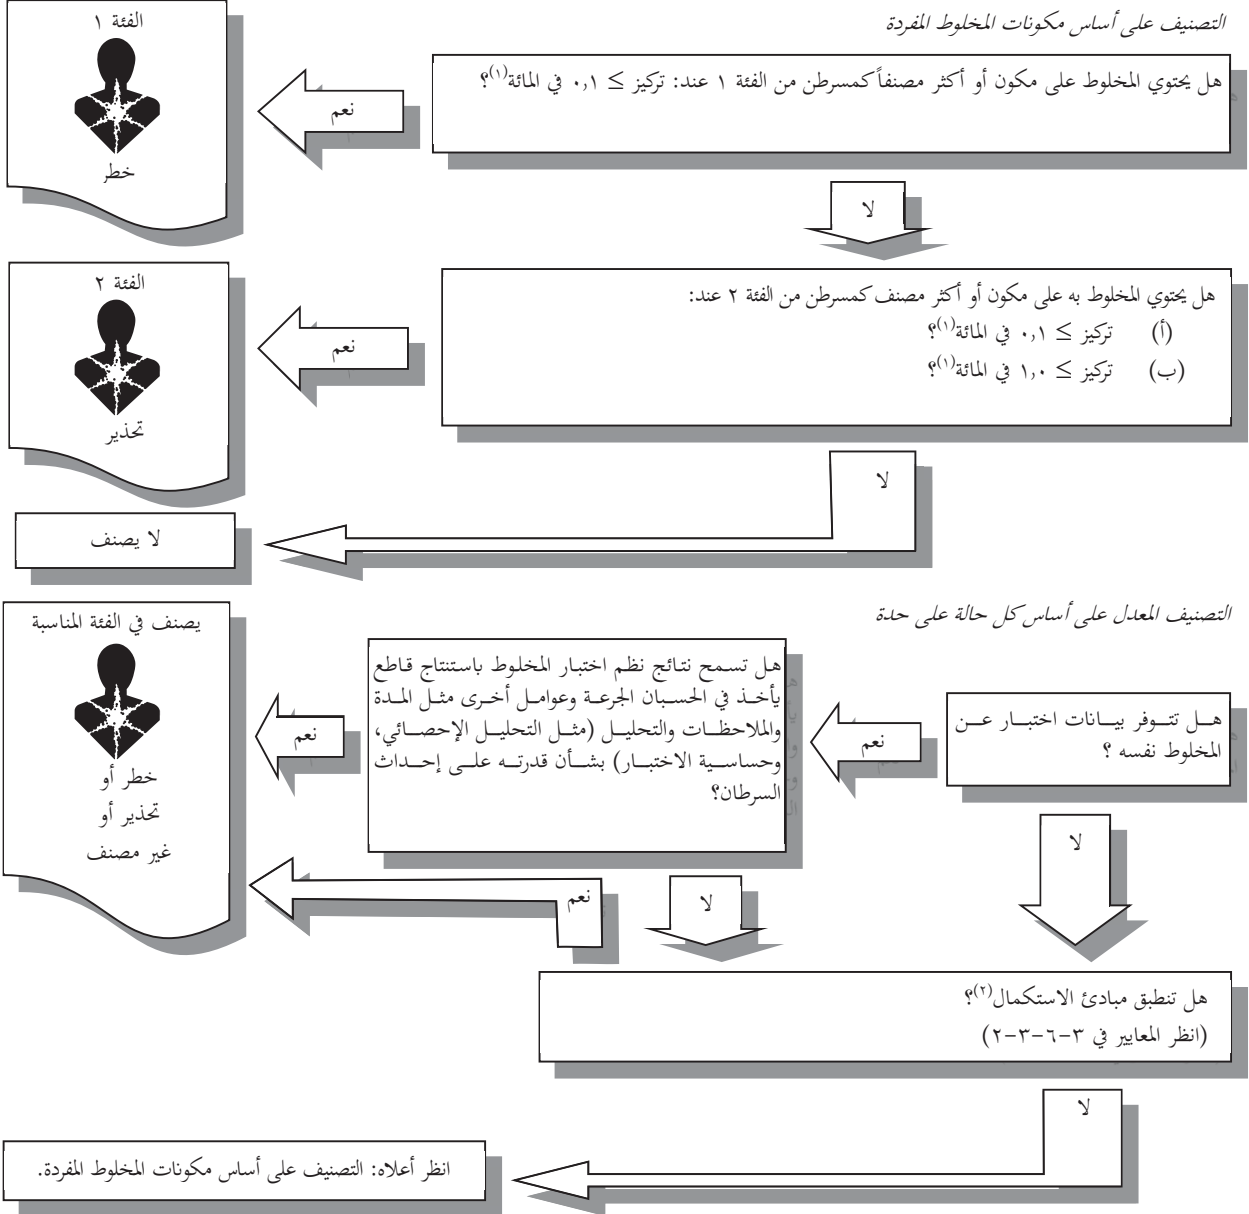 التصنيف على أساس مكونات المخلوط المفردة
هل يحتوي المخلوط على مكون أو أكثر مصنفاً كمسرطن من الفئة ١ عند: تركيز ≥ ٠,١ في المائة(١)؟
نعم
الفئة ١
خطر
لا
هل يحتوي المخلوط به على مكون أو أكثر مصنف كمسرطن من الفئة ٢ عند:
(أ) تركيز ≥ ٠,١ في المائة(١)؟
(ب) تركيز ≥ ١,٠ في المائة(١)؟
نعم
الفئة ٢
تحذير
لا
لا يصنف
التصنيف المعدل على أساس كل حالة على حدة
هل تتوفر بيانات اختبار عن
المخلوط نفسه ؟
نعم
هل تسمح نتائج نظم اختبار المخلوط باستنتاج قاطع
يأخذ في الحسبان الجرعة وعوامل أخرى مثل المدة
والملاحظات والتحليل (مثل التحليل الإحصائي،
وحساسية الاختبار) بشأن قدرته على إحداث
السرطان؟
نعم
يصنف في الفئة المناسبة
خطر أو
تحذير أو
غير مصنف
لا
لا
نعم
هل تنطبق مبادئ الاستكمال(٢)؟
(انظر المعايير في ٣-٦-٣-٢)
لا
انظر أعلاه: التصنيف على أساس مكونات المخلوط المفردة.